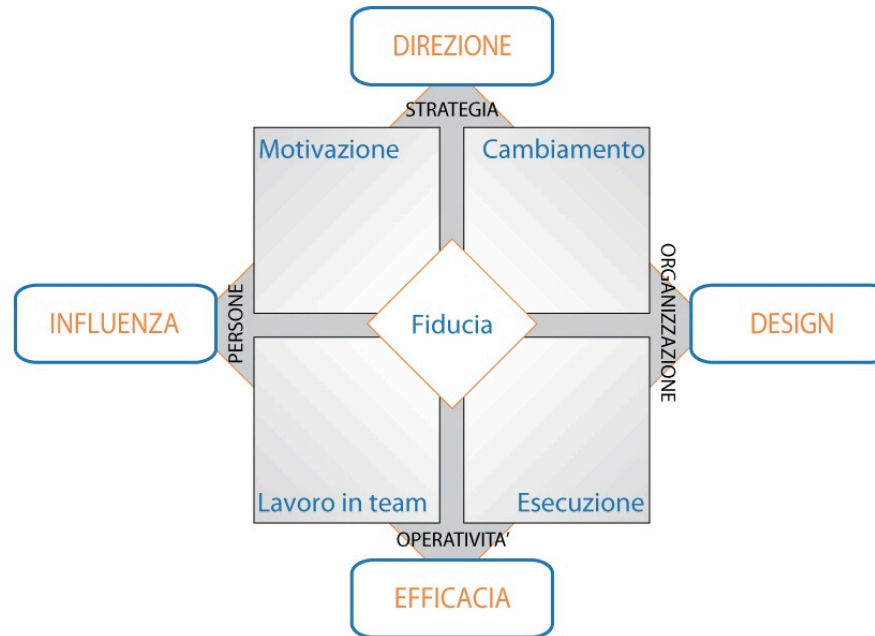 DIREZIONE
STRATEGIA
Motivazione
Cambiamento
INFLUENZA
PERSONE
Fiducia
ORGANIZZAZIONE
DESIGN
Lavoro in team
Esecuzione
OPERATIVITA'
EFFICACIA